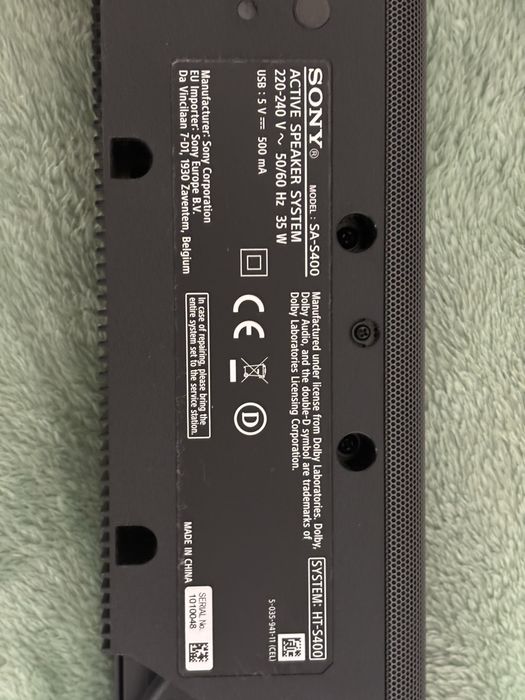 SONY® MODEL : SA-S400
ACTIVE SPEAKER SYSTEM
220-240 V ~ 50/60 Hz 35 W
USB : 5 V ⎓ 500 mA
Manufacturer: Sony Corporation
EU Importer: Sony Europe B.V.
Da Vincilaan 7-D1, 1930 Zaventem, Belgium
Manufactured under license from Dolby Laboratories. Dolby,
Dolby Audio, and the double-D symbol are trademarks of
Dolby Laboratories Licensing Corporation.
CE
D
In case of repairing, please bring the
entire system set to the service station.
SYSTEM: HT-S400
5-035-941-11 (CEL)
MADE IN CHINA
SERIAL No.
1010048